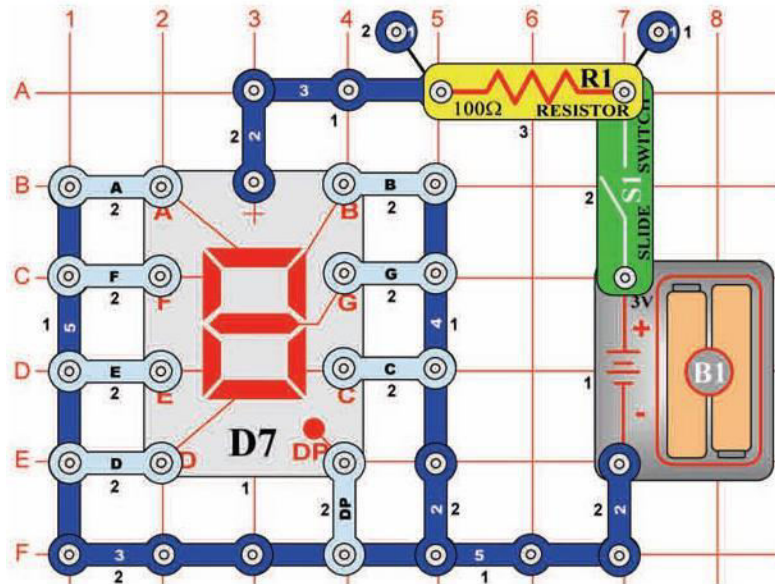 1 2 3 4 5 6 7 8
2 1 1 1
A 3 R1
100Ω RESISTOR
1 3
2 2
SWITCH
B A B
2 A + B 2
S1
2
SLIDE
C F G
2 F G 2
3V
1 5 4 1
+
D E C
2 E C 2
1 B1
-
D7
E D D DP
2 1
2 DP 2 2 2 2
F 3 5
2 1